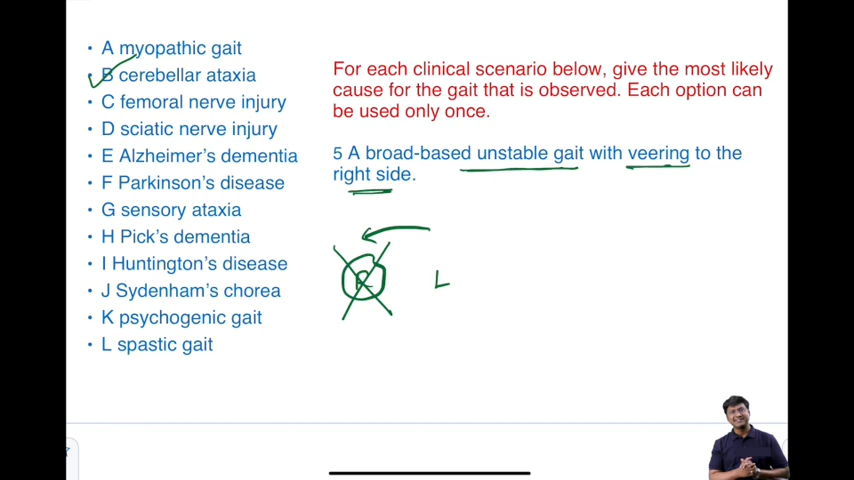 • A myopathic gait
• B cerebellar ataxia
• C femoral nerve injury
• D sciatic nerve injury
• E Alzheimer's dementia
• F Parkinson's disease
• G sensory ataxia
• H Pick's dementia
• I Huntington's disease
• J Sydenham's chorea
• K psychogenic gait
• L spastic gait
For each clinical scenario below, give the most likely
cause for the gait that is observed. Each option can
be used only once.
5 A broad-based unstable gait with veering to the
right side.
R L